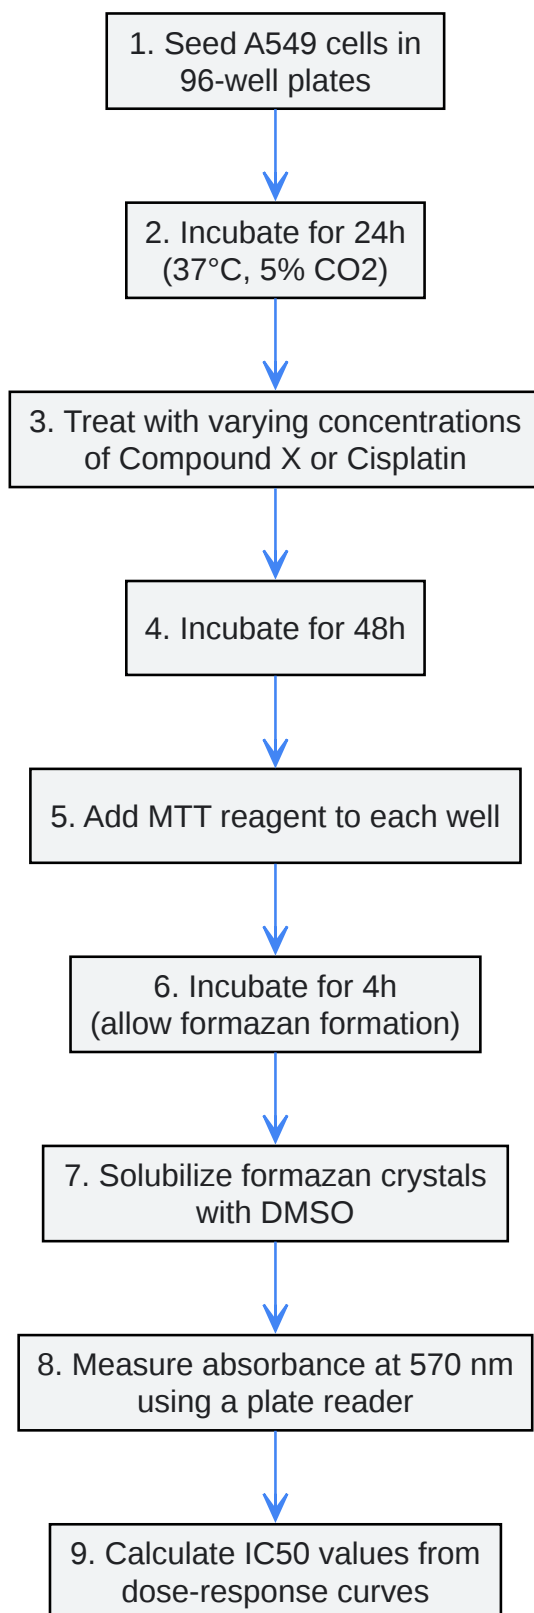 1. Seed A549 cells in
96-well plates
2. Incubate for 24h
(37°C, 5% CO2)
3. Treat with varying concentrations
of Compound X or Cisplatin
4. Incubate for 48h
5. Add MTT reagent to each well
6. Incubate for 4h
(allow formazan formation)
7. Solubilize formazan crystals
with DMSO
8. Measure absorbance at 570 nm
using a plate reader
9. Calculate IC50 values from
dose-response curves